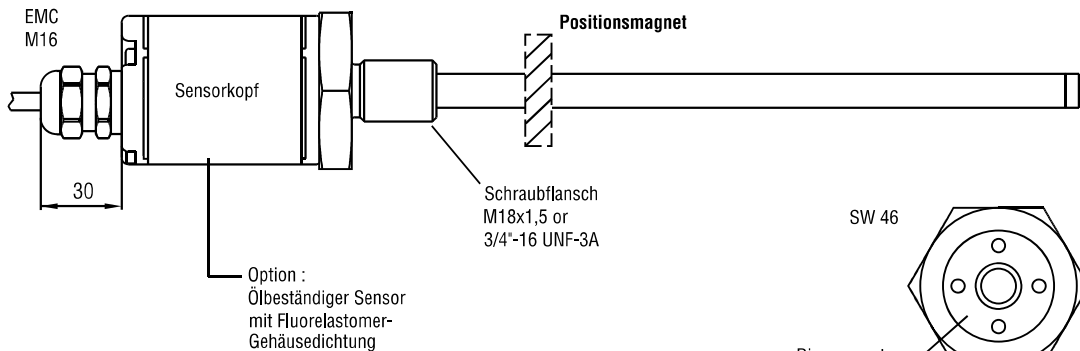 EMC
M16
Positionsmagnet
Sensorkopf
30
Schraubflansch
M18x1,5 or
3/4"-16 UNF-3A
SW 46
Option :
Ölbeständiger Sensor
mit Fluorelastomer-
Gehäusedichtung